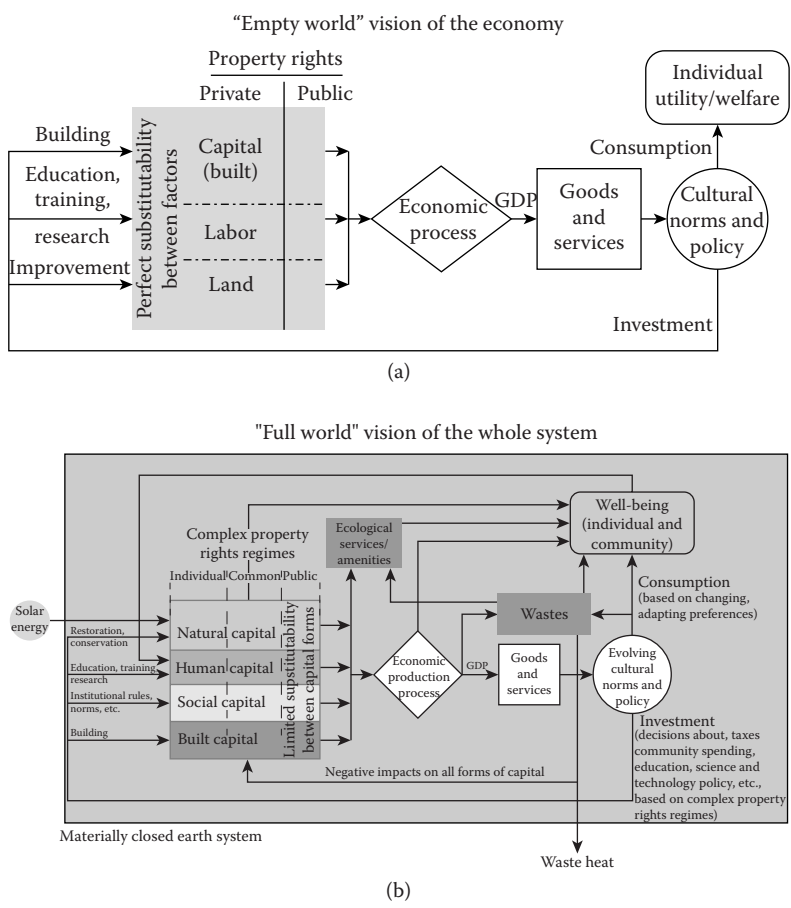 “Empty world” vision of the economy
Property rights
Private
Public
Building
Education,
training,
research
Improvement
Perfect substitutability
between factors
Capital
(built)
Labor
Land
Economic
process
GDP
Goods
and
services
Cultural
norms and
policy
Consumption
Individual
utility/welfare
Investment
(a)
"Full world" vision of the whole system
Solar
energy
Complex property
rights regimes
Individual
Common
Public
Restoration,
conservation
Education, training,
research
Institutional rules,
norms, etc.
Building
Natural capital
Human capital
Social capital
Built capital
Limited supstitutability
between capital forms
Ecological
services/
amenities
Economic
production
process
GDP
Goods
and
services
Wastes
Evolving
cultural
norms and
policy
Well-being
(individual and
community)
Consumption
(based on changing,
adapting preferences)
Investment
(decisions about, taxes
community spending,
education, science and
technology policy, etc.,
based on complex property
rights regimes)
Negative impacts on all forms of capital
Materially closed earth system
Waste heat
(b)